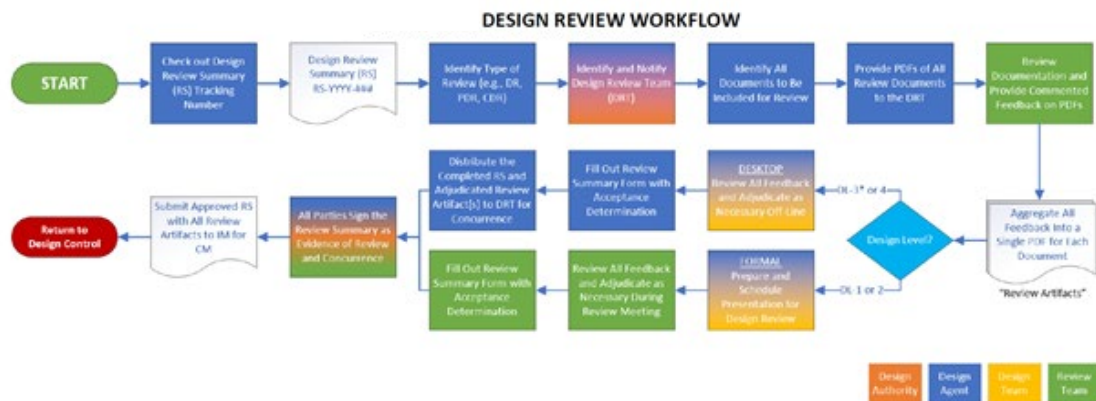 DESIGN REVIEW WORKFLOW
START
Check out Design
Review Summary
(RS) Tracking
Number
Design Review
Summary (RS)
RS-YYYY-###
Identify Type of
Review (e.g., DR,
PDR, CDR)
Identify and Notify
Design Review Team
(DRT)
Identify All
Documents to Be
Included for Review
Provide PDFs of All
Review Documents
to the DRT
Review
Documentation and
Provide Commented
Feedback on PDFs
Aggregate All
Feedback Into a
Single PDF for Each
Document
"Review Artifacts"
Design Level?
DL-3* or 4
DESKTOP
Review All Feedback
and Adjudicate as
Necessary Off-Line
Fill Out Review
Summary Form with
Acceptance
Determination
Distribute the
Completed RS and
Adjudicated Review
Artifact[s] to DRT for
Concurrence
DL-1 or 2
FORMAL
Prepare and
Schedule
Presentation for
Design Review
Review All Feedback
and Adjudicate as
Necessary During
Review Meeting
Fill Out Review
Summary Form with
Acceptance
Determination
All Parties Sign the
Review Summary as
Evidence of Review
and Concurrence
Submit Approved RS
with All Review
Artifacts to IM for
CM
Return to
Design Control
Design
Authority
Design
Agent
Design
Team
Review
Team